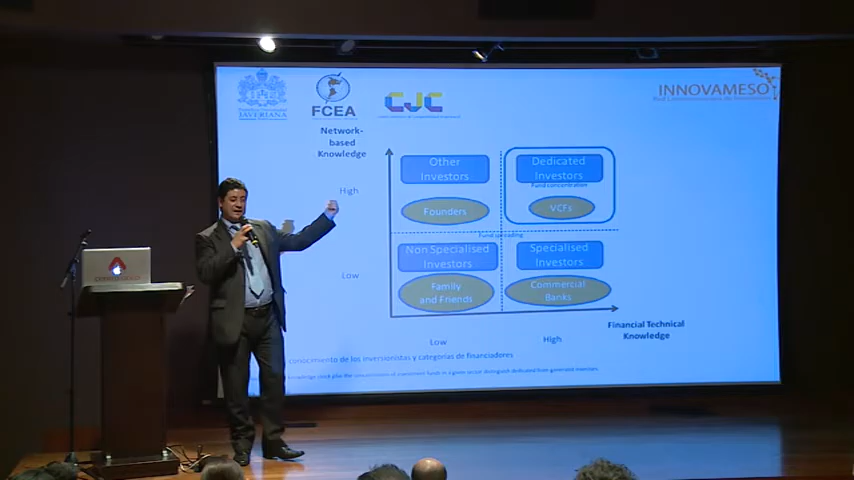 JAVERIANA
FCEA
CJC
INNOVAMESO
Network-
based
Knowledge
High
Low
Other
Investors
Founders
Dedicated
Investors
Fund concentration
VCFs
Fund spreading
Non Specialised
Investors
Family
and Friends
Specialised
Investors
Commercial
Banks
Low
High
Financial Technical
Knowledge
conocimiento de los inversionistas y categorías de financiadores